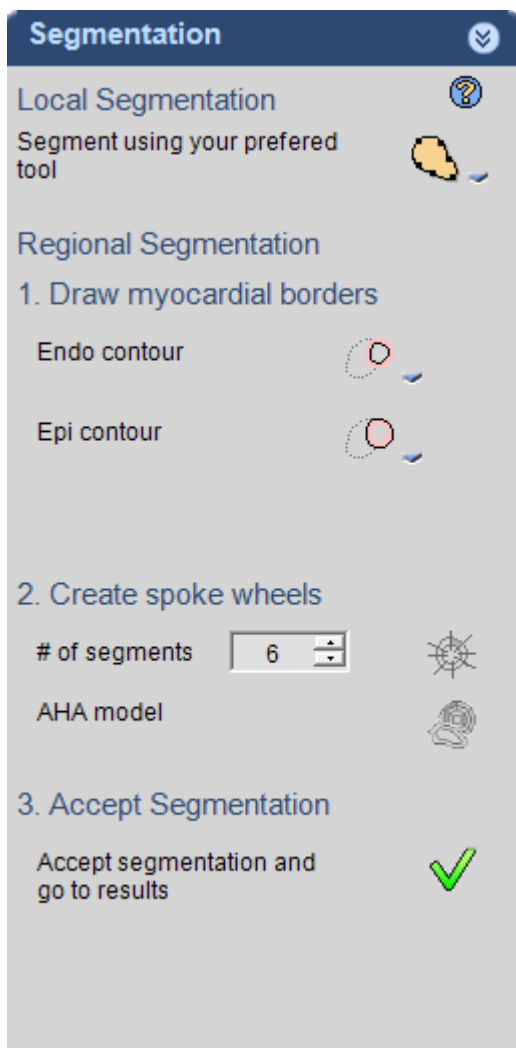 Segmentation
Local Segmentation
Segment using your prefered
tool
Regional Segmentation
1. Draw myocardial borders
Endo contour
Epi contour
2. Create spoke wheels
# of segments 6
AHA model
3. Accept Segmentation
Accept segmentation and
go to results